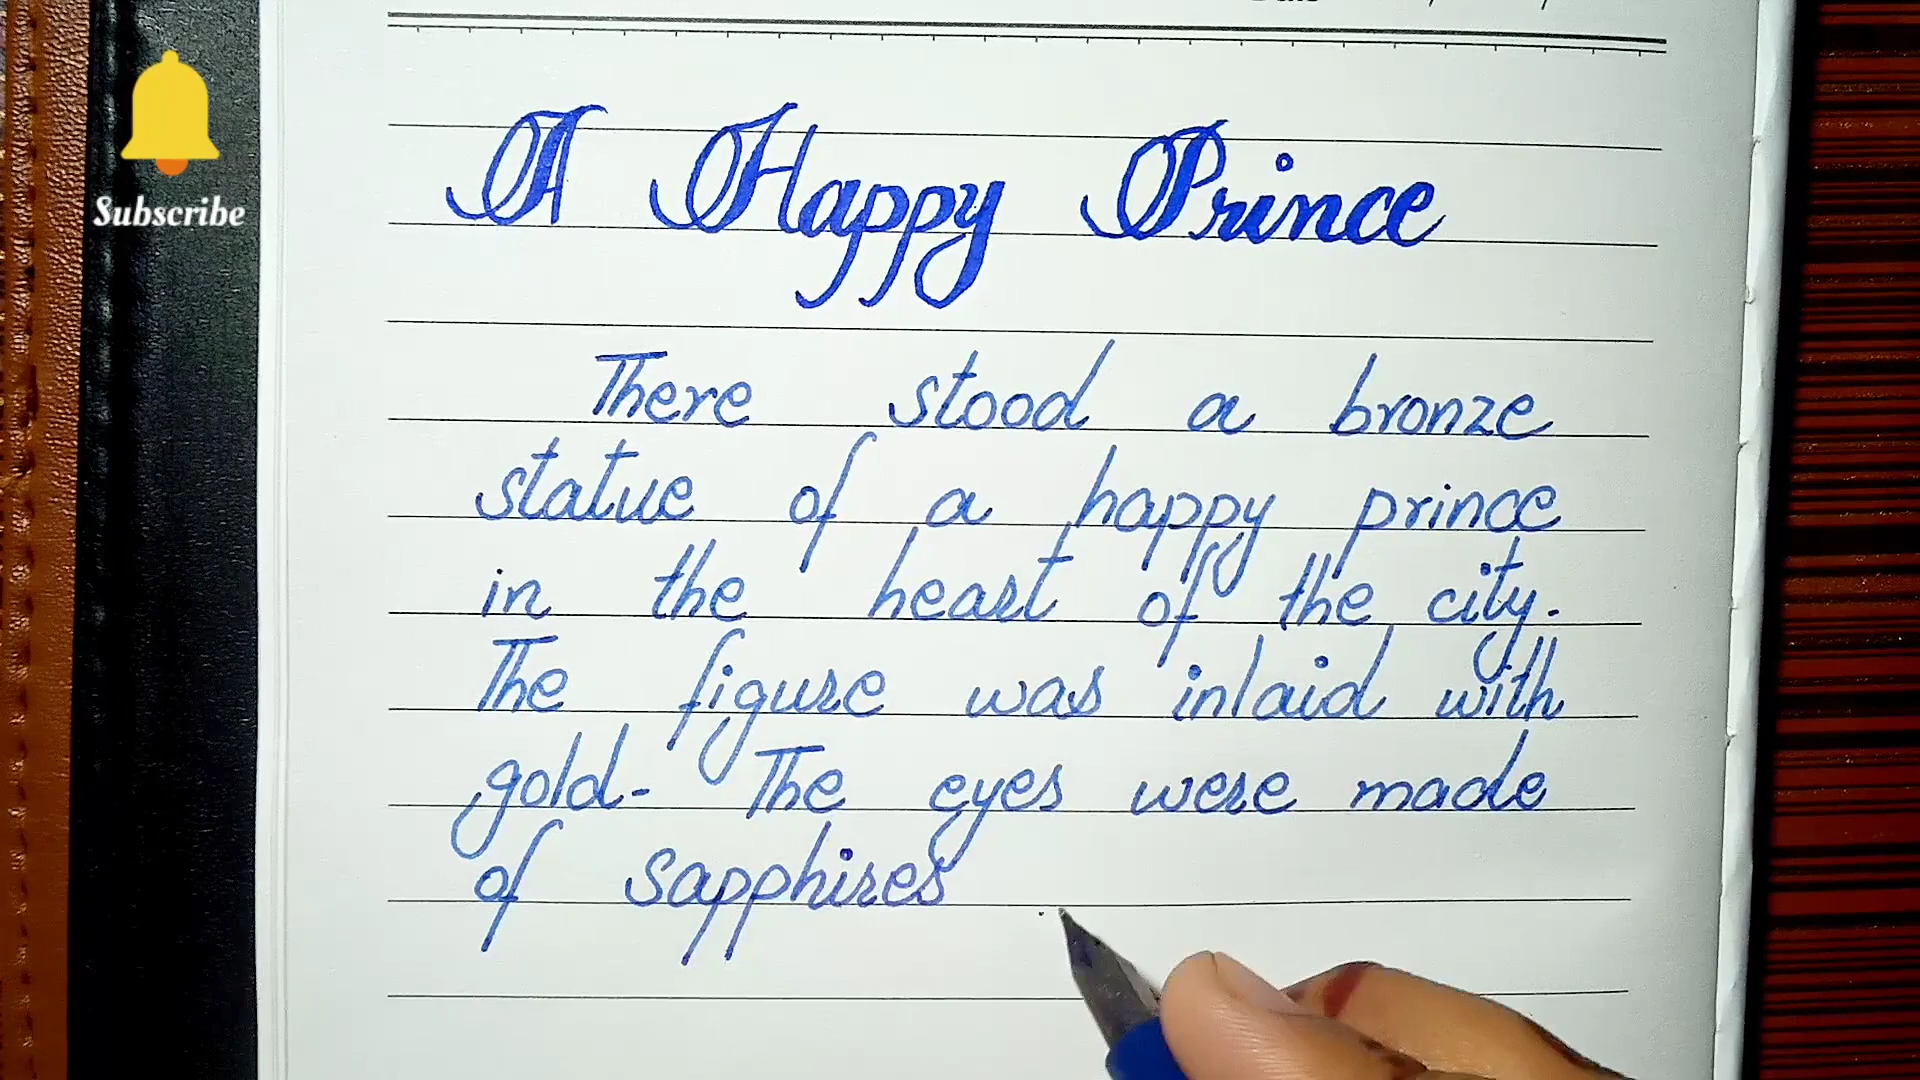 Subscribe
A Happy Prince
There stood a bronze
statue of a happy prince
in the heart of the city.
The figure was inlaid with
gold. The eyes were made
of sapphires